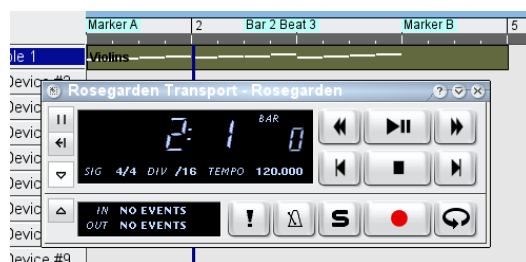 Marker A 2 Bar 2 Beat 3 Marker B 5
ble 1 Violins
Device #2
Rosegarden Transport - Rosegarden
Devic
Devic
Devic
Devic
Devic
Devic
Devic
Device #9
BAR
2: 1 0
SIG 4/4 DIV /16 TEMPO 120.000
IN NO EVENTS
OUT NO EVENTS
! S